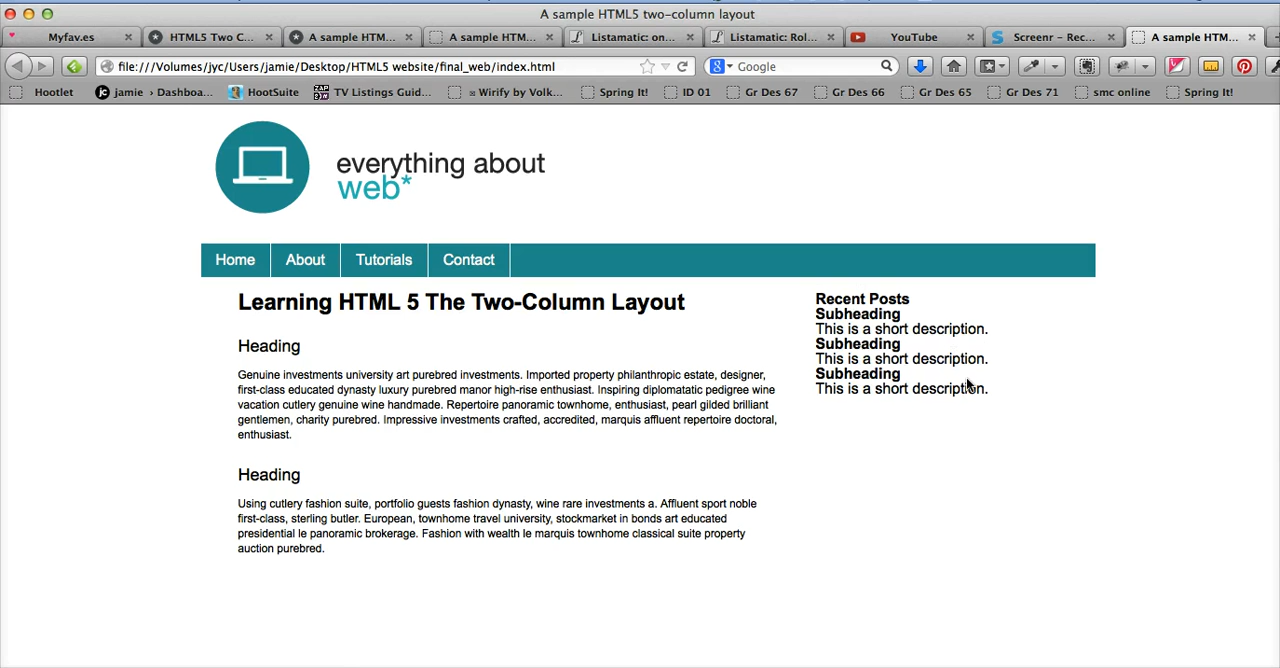 A sample HTML5 two-column layout
Myfav.es
HTML5 Two C...
A sample HTM...
A sample HTM...
Listamatic: on...
Listamatic: Rol...
YouTube
Screenr – Rec...
A sample HTM...
file:///Volumes/jyc/Users/jamie/Desktop/HTML5 website/final_web/index.html
Google
Hootlet
jamie › Dashboa...
HootSuite
TV Listings Guid...
Wirify by Volk...
Spring It!
ID 01
Gr Des 67
Gr Des 66
Gr Des 65
Gr Des 71
smc online
Spring It!
everything about
web*
Home
About
Tutorials
Contact
Learning HTML 5 The Two-Column Layout
Heading
Genuine investments university art purebred investments. Imported property philanthropic estate, designer,
first-class educated dynasty luxury purebred manor high-rise enthusiast. Inspiring diplomatatic pedigree wine
vacation cutlery genuine wine handmade. Repertoire panoramic townhome, enthusiast, pearl gilded brilliant
gentlemen, charity purebred. Impressive investments crafted, accredited, marquis affluent repertoire doctoral,
enthusiast.
Heading
Using cutlery fashion suite, portfolio guests fashion dynasty, wine rare investments a. Affluent sport noble
first-class, sterling butler. European, townhome travel university, stockmarket in bonds art educated
presidential le panoramic brokerage. Fashion with wealth le marquis townhome classical suite property
auction purebred.
Recent Posts
Subheading
This is a short description.
Subheading
This is a short description.
Subheading
This is a short description.